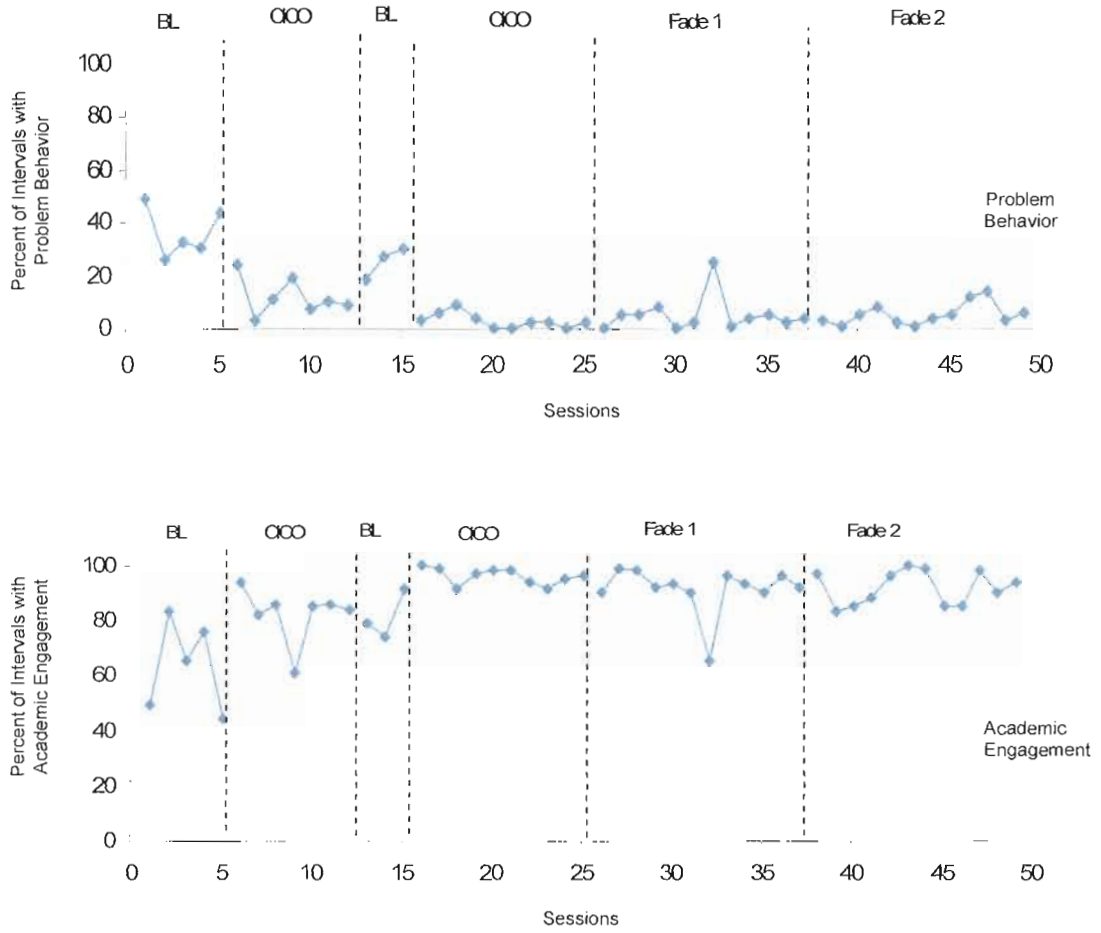 BL CICO BL CICO Fade 1 Fade 2
100
80
60
40
20
0
Percent of Intervals with
Problem Behavior
Problem
Behavior
0 5 10 15 20 25 30 35 40 45 50
Sessions
BL CICO BL CICO Fade 1 Fade 2
100
80
60
40
20
0
Percent of Intervals with
Academic Engagement
Academic
Engagement
0 5 10 15 20 25 30 35 40 45 50
Sessions